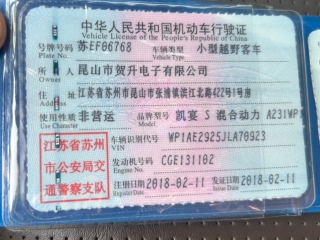 中华人民共和国机动车行驶证
License of the People's Republic of China
号牌号码 苏EF06768 车辆类型 小型越野客车
Plate No. Vehicle Type
所有人 昆山市贺升电子有限公司
Owner
住址 江苏省苏州市昆山市张浦镇滨江北路422号1号房
Address
使用性质 非营运 品牌型号 凯宴 S 混合动力
Use Character Model
江苏省苏州市公安局交通警察支队
车辆识别代号 WP1AE2925JLA70923
VIN
发动机号码 CGE131102
Engine No.
注册日期 2018-02-11 发证日期 2018-02-11
Register Date Issue Date